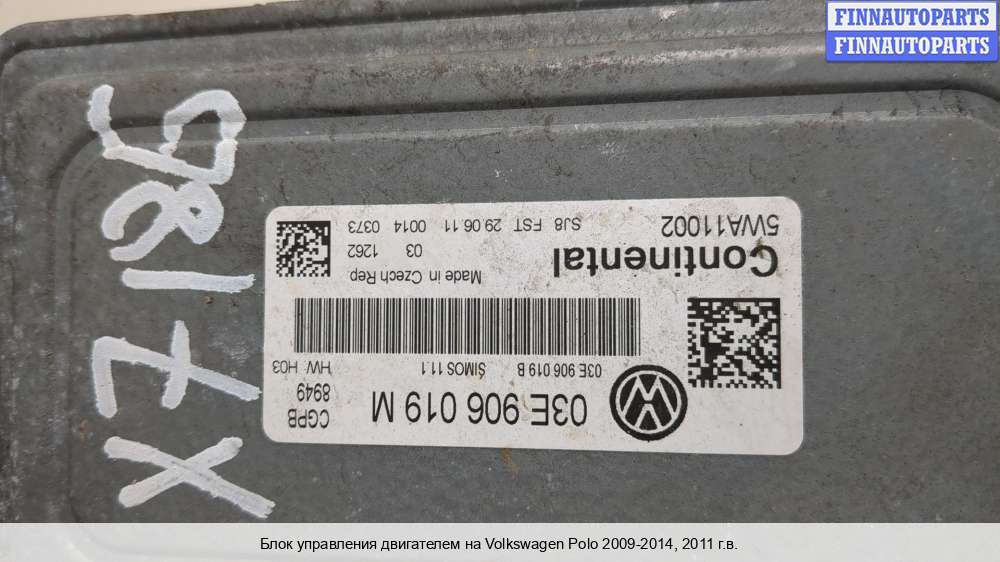 FINNAUTOPARTS
FINNAUTOPARTS
X7185
03E 906 019 M
CGPB
8949
03E 906 019 B SIMOS 11.1 HW: H03
Continental
Made in Czech Rep
03 1262
5WA11002
SJ8 FST 29.06.11 0014 0373
Блок управления двигателем на Volkswagen Polo 2009-2014, 2011 г.в.